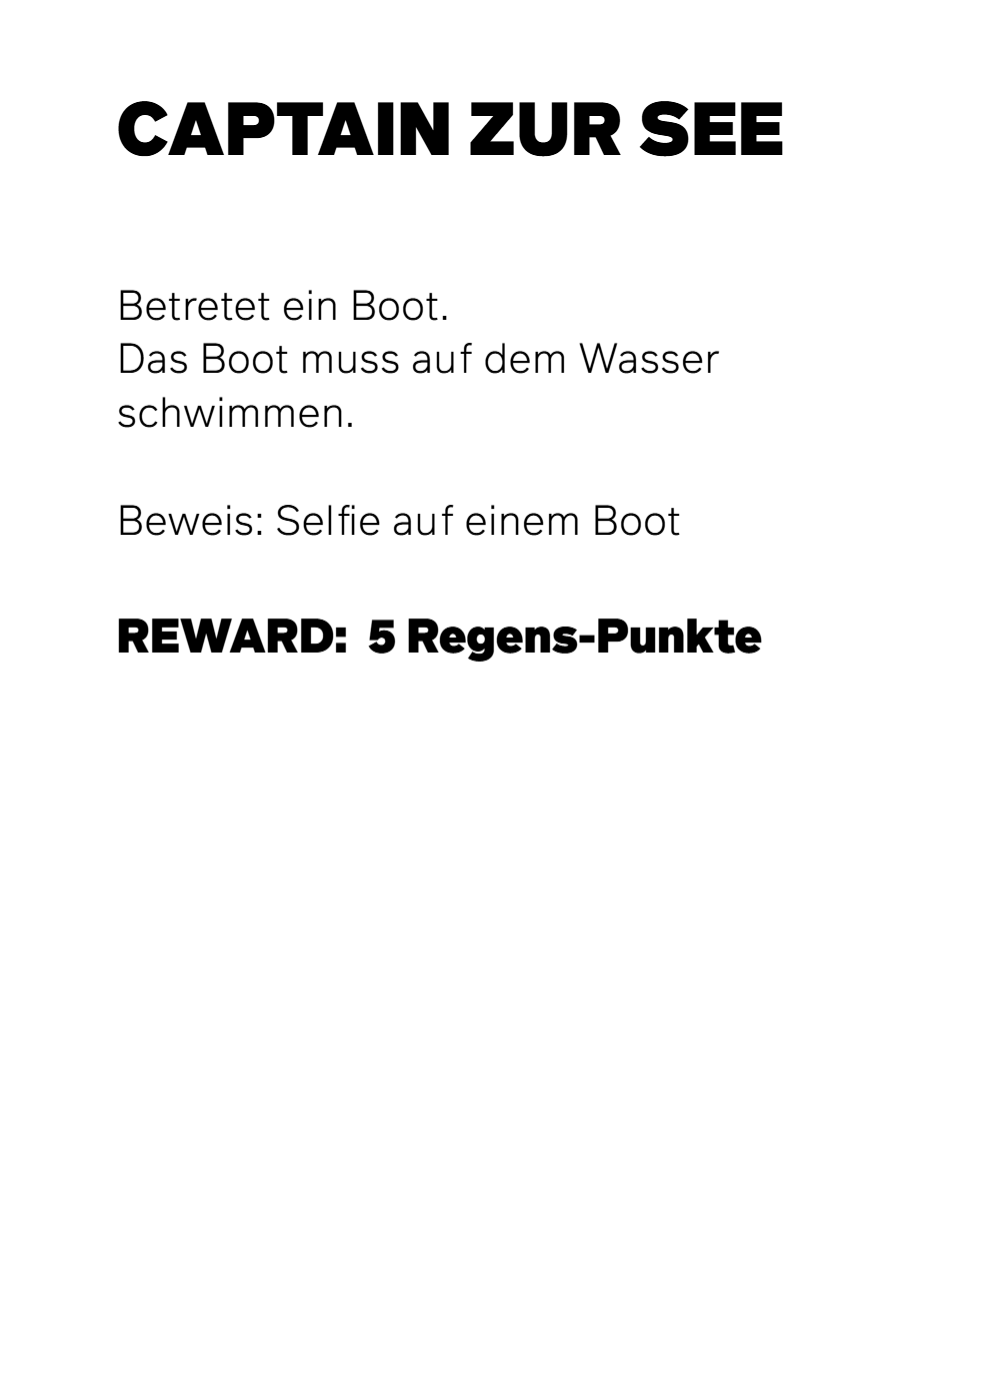 CAPTAIN ZUR SEE
Betretet ein Boot.
Das Boot muss auf dem Wasser
schwimmen.
Beweis: Selfie auf einem Boot
REWARD: 5 Regens-Punkte